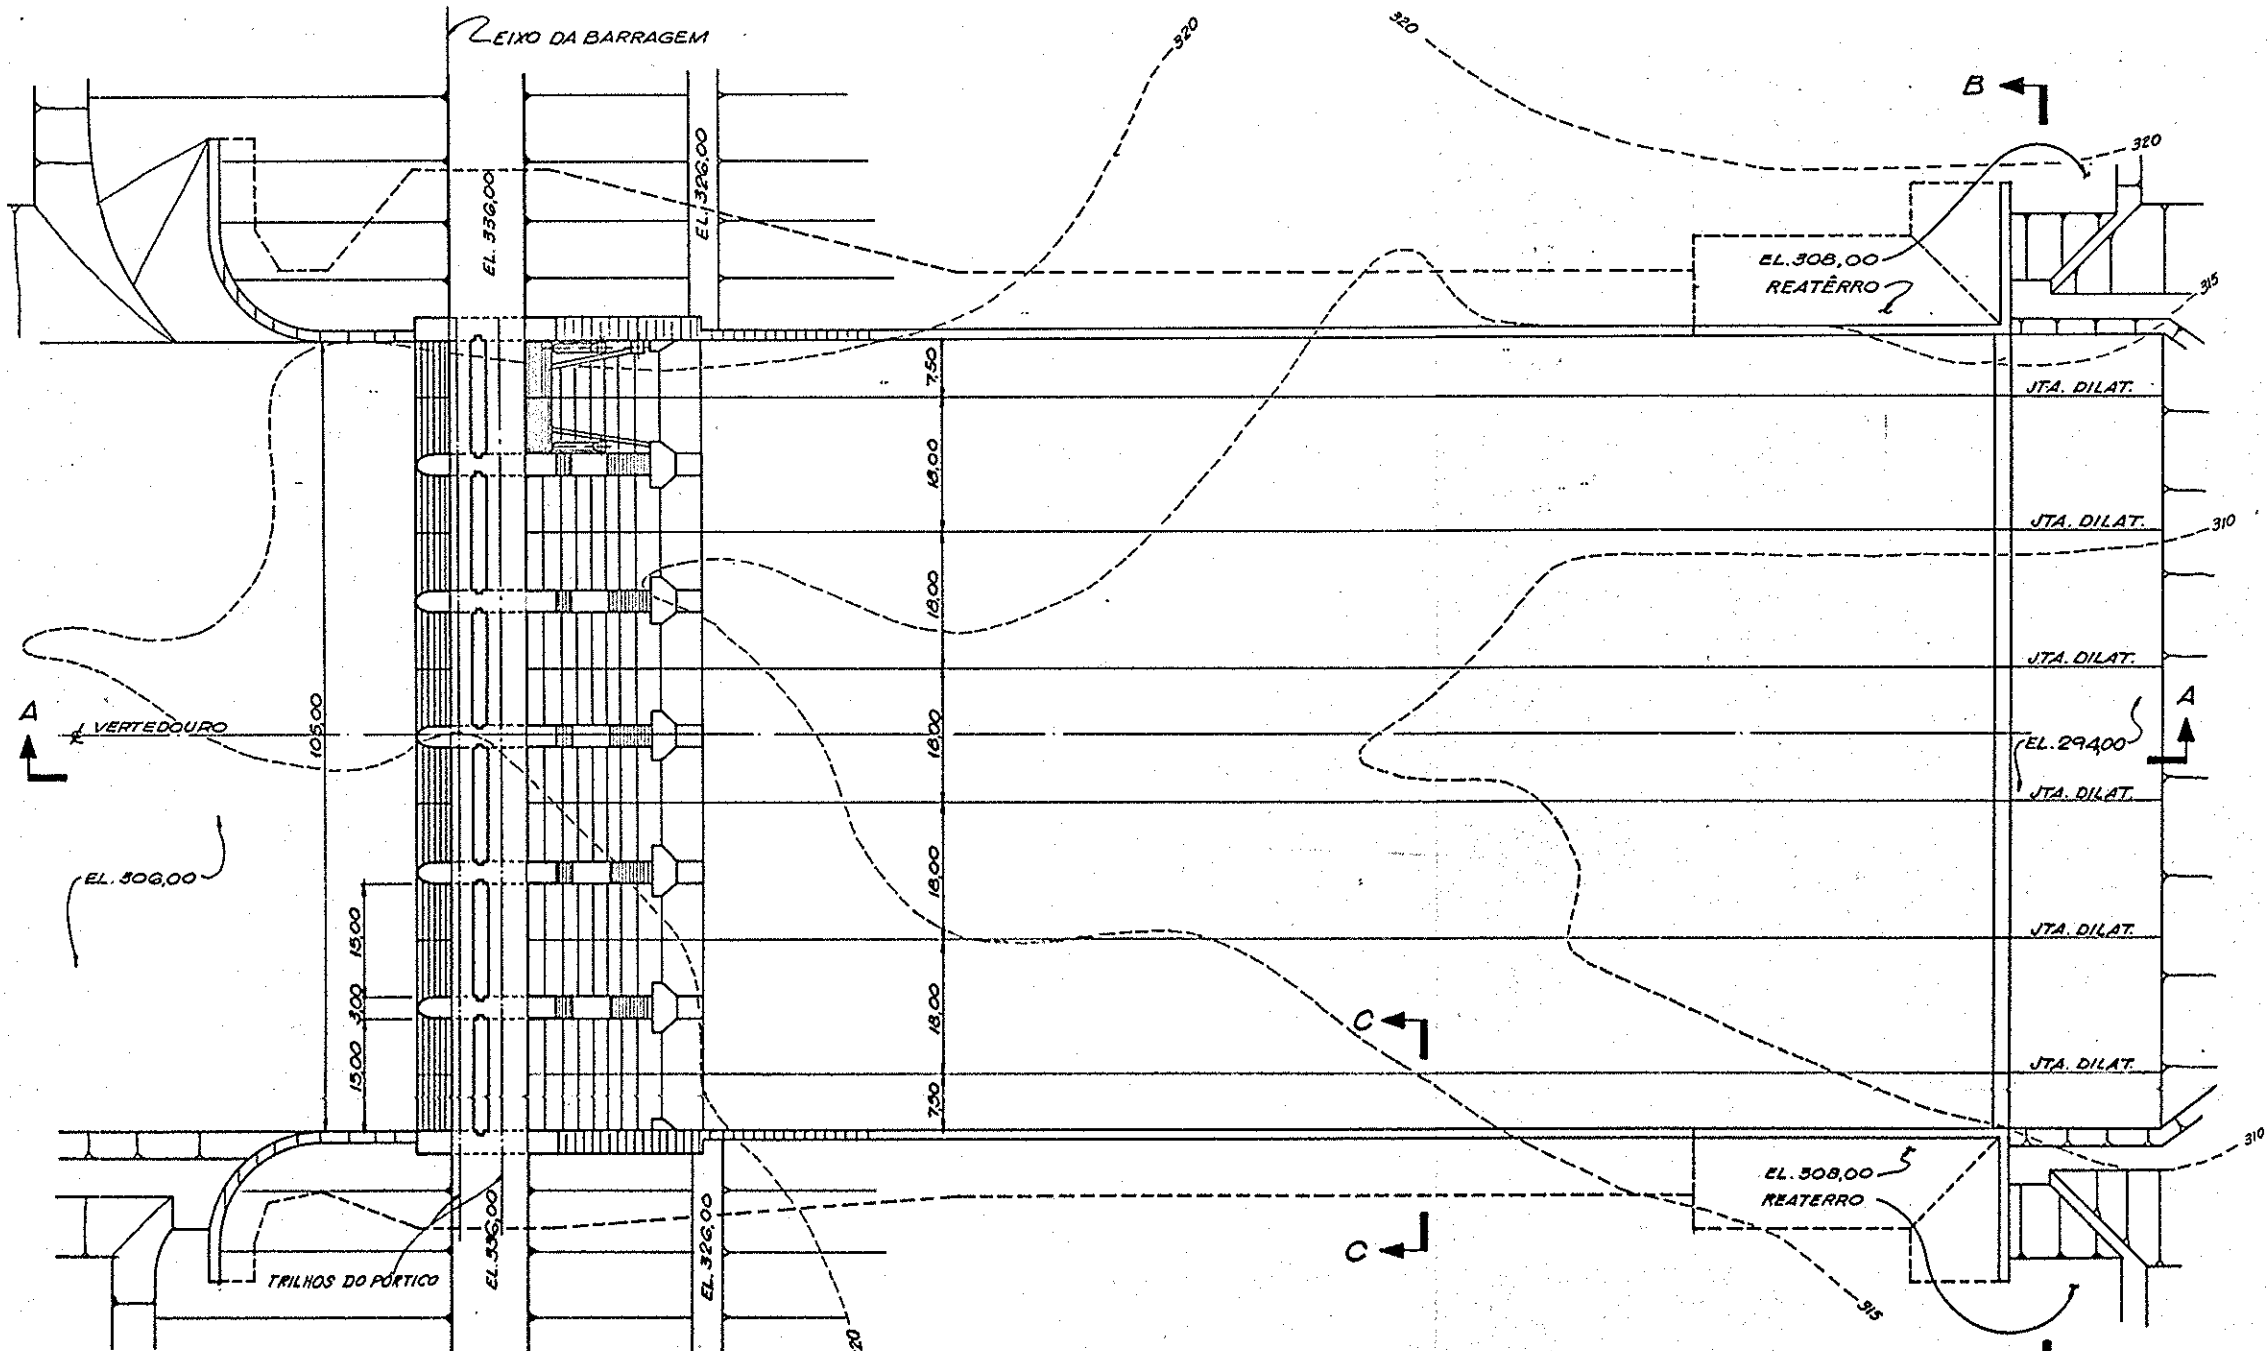 EIXO DA BARRAGEM
320
320
B
320
EL. 336,00
EL. 326,00
EL. 308,00
REATÊRRO
315
7,50
JTA. DILAT.
18,00
JTA. DILAT.
310
18,00
JTA. DILAT.
105,00
A
VERTEDOURO
18,00
EL. 294,00
A
JTA. DILAT.
EL. 306,00
18,00
15,00
JTA. DILAT.
3,00
18,00
C
15,00
JTA. DILAT.
7,50
310
EL. 308,00
REATERRO
EL. 336,00
EL. 326,00
C
TRILHOS DO PÓRTICO
315